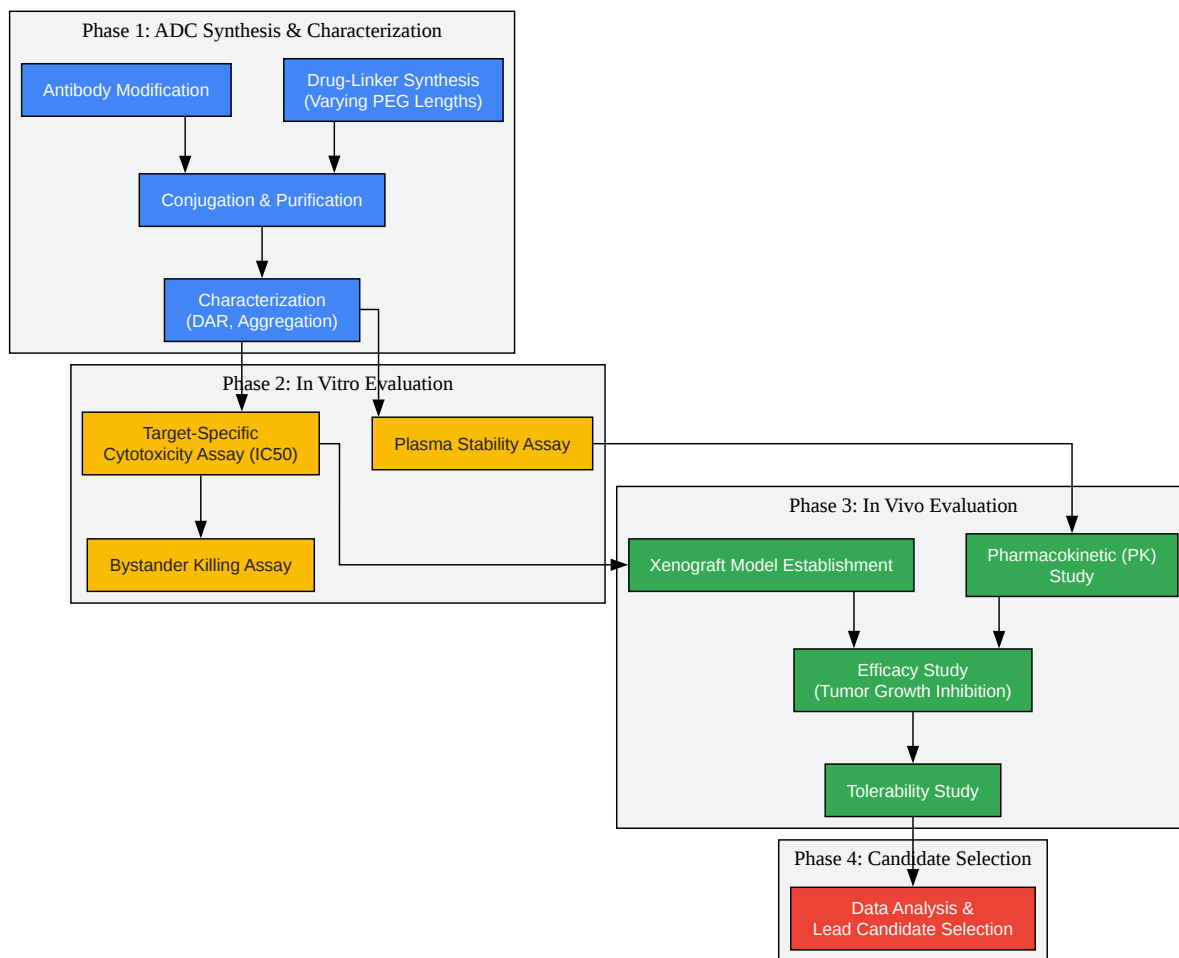 Phase 1: ADC Synthesis & Characterization
Antibody Modification
Drug-Linker Synthesis
(Varying PEG Lengths)
Conjugation & Purification
Characterization
(DAR, Aggregation)
Phase 2: In Vitro Evaluation
Target-Specific
Cytotoxicity Assay (IC50)
Plasma Stability Assay
Bystander Killing Assay
Phase 3: In Vivo Evaluation
Xenograft Model Establishment
Pharmacokinetic (PK)
Study
Efficacy Study
(Tumor Growth Inhibition)
Tolerability Study
Phase 4: Candidate Selection
Data Analysis &
Lead Candidate Selection